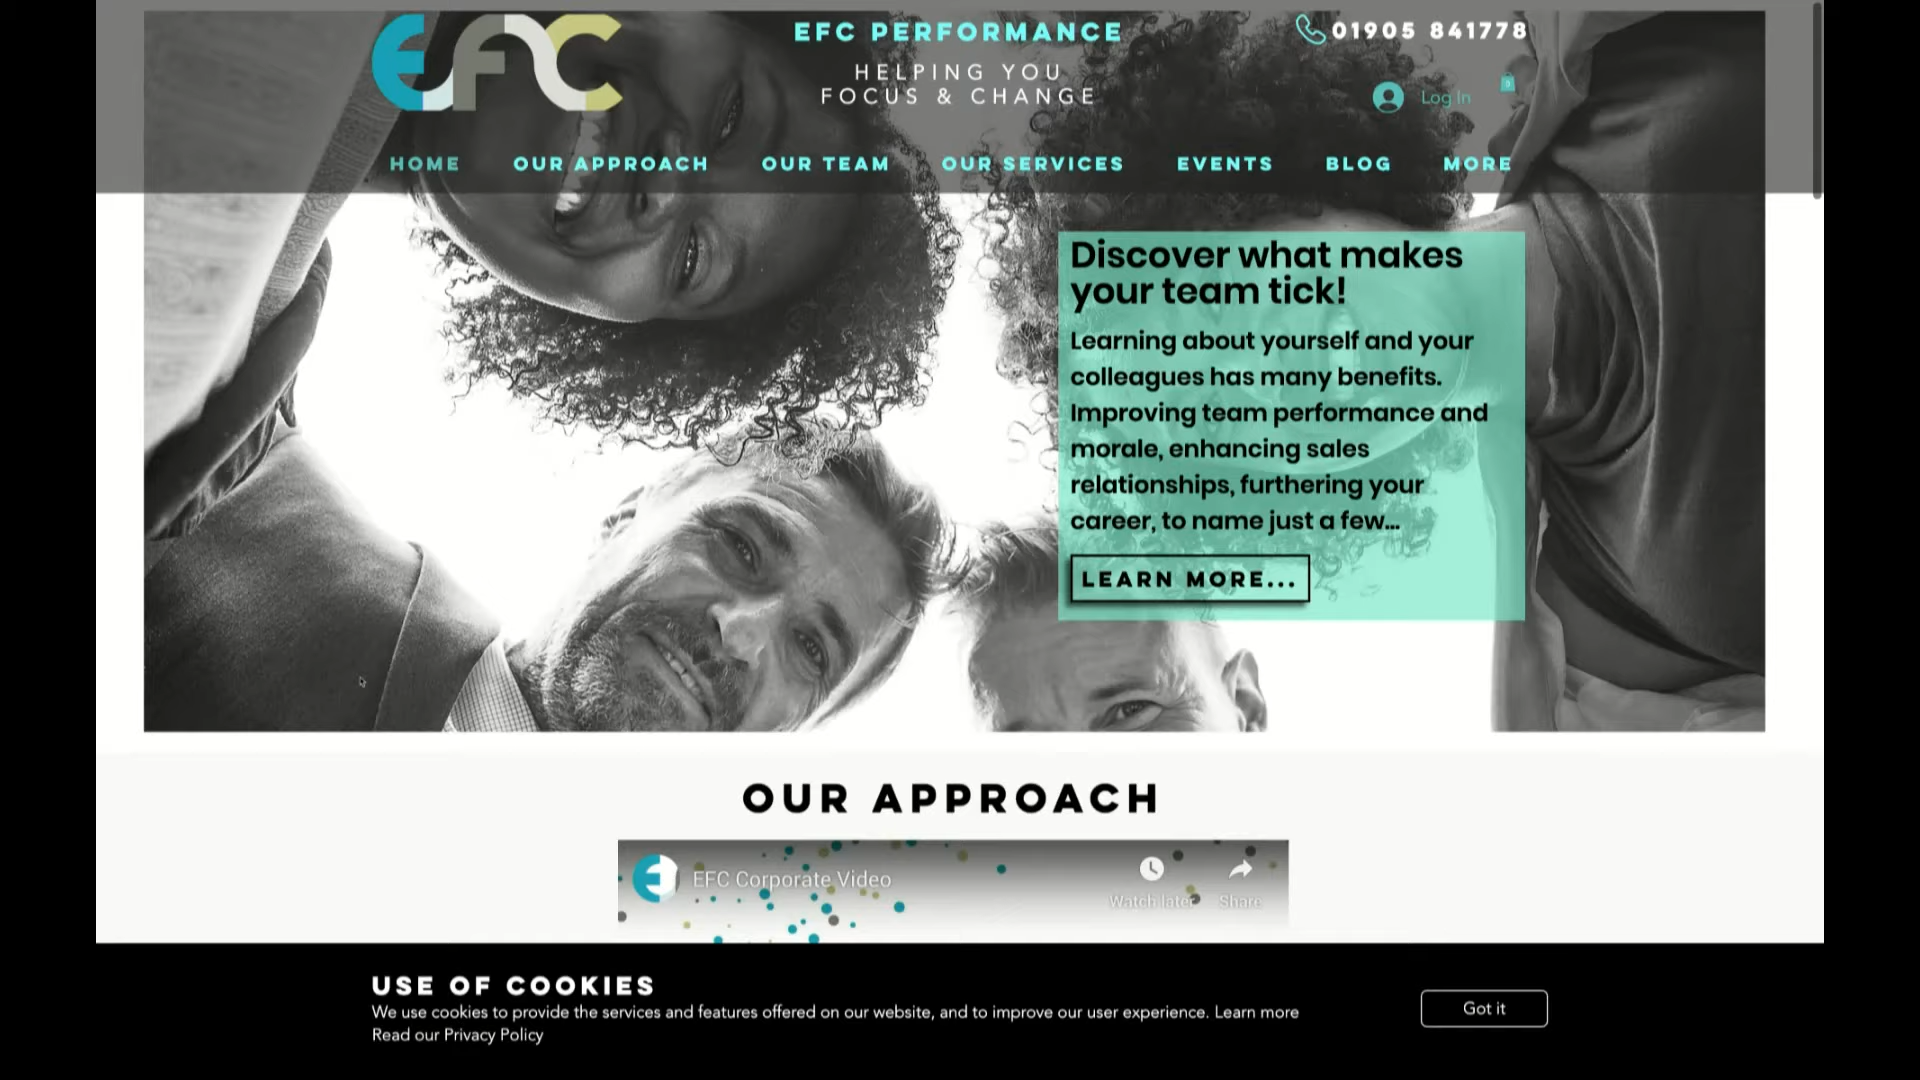 EFC
EFC PERFORMANCE
HELPING YOU
FOCUS & CHANGE
01905 841778
Log In
0
HOME OUR APPROACH OUR TEAM OUR SERVICES EVENTS BLOG MORE
Discover what makes
your team tick!
Learning about yourself and your
colleagues has many benefits.
Improving team performance and
morale, enhancing sales
relationships, furthering your
career, to name just a few...
LEARN MORE...
OUR APPROACH
EFC Corporate Video
Watch later
Share
USE OF COOKIES
We use cookies to provide the services and features offered on our website, and to improve our user experience. Learn more
Read our Privacy Policy
Got it